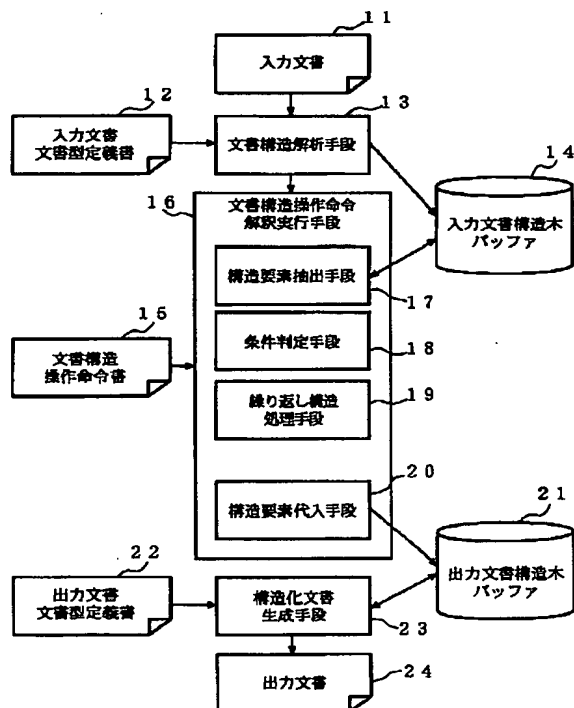 11
入力文書
12
13
入力文書
文書型定義書
文書構造解析手段
14
16
文書構造操作命令
解釈実行手段
入力文書構造木
バッファ
構造要素抽出手段
17
15
条件判定手段
18
文書構造
操作命令書
繰り返し構造
処理手段
19
20
構造要素代入手段
21
22
出力文書
文書型定義書
構造化文書
生成手段
出力文書構造木
バッファ
23
24
出力文書